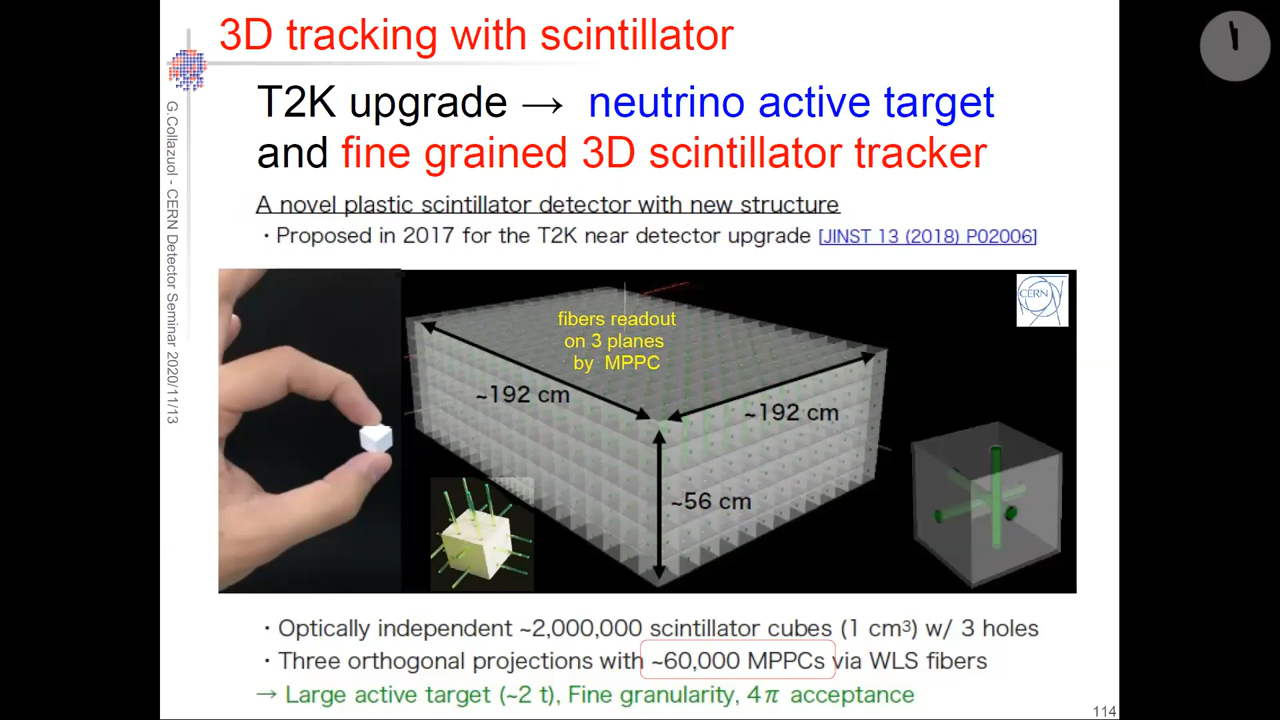 3D tracking with scintillator
T2K upgrade → neutrino active target
and fine grained 3D scintillator tracker
A novel plastic scintillator detector with new structure
・Proposed in 2017 for the T2K near detector upgrade [JINST 13 (2018) P02006]
G.Collazuol - CERN Detector Seminar 2020/11/13
fibers readout
on 3 planes
by MPPC
CERN
~192 cm
~192 cm
~56 cm
・Optically independent ~2,000,000 scintillator cubes (1 cm³) w/ 3 holes
・Three orthogonal projections with ~60,000 MPPCs via WLS fibers
→ Large active target (~2 t), Fine granularity, 4π acceptance
114